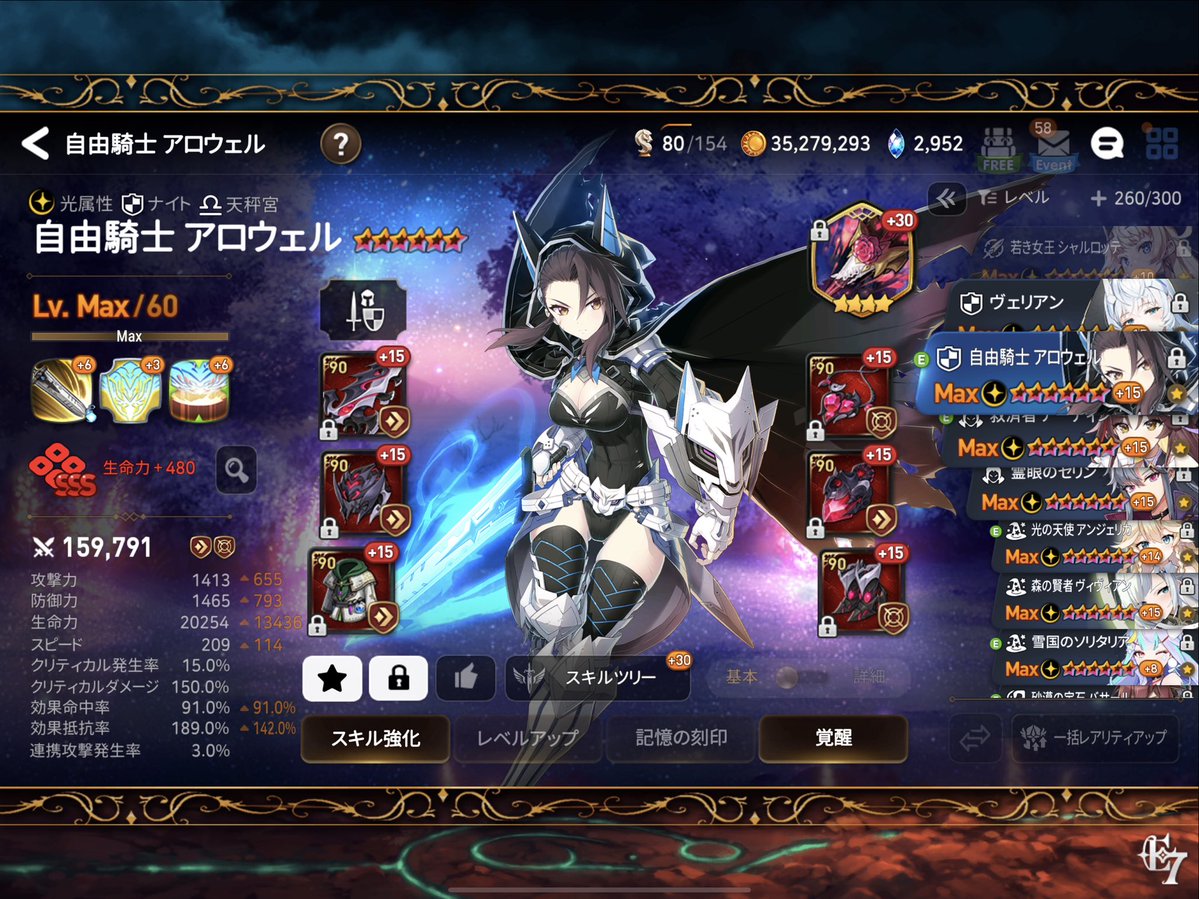 自由騎士 アロウェル
?
80/154
35,279,293
2,952
FREE
58
Event
光属性 ナイト 天秤宮
自由騎士 アロウェル
Lv. Max/60
Max
+6
+3
+6
SSS
生命力+480
159,791
攻撃力 1413 655
防御力 1465 793
生命力 20254 13436
スピード 209 114
クリティカル発生率 15.0%
クリティカルダメージ 150.0%
効果命中率 91.0% 91.0%
効果抵抗率 189.0% 142.0%
連携攻撃発生率 3.0%
90 +15
90 +15
90 +15
+30
90 +15
90 +15
90 +15
スキルツリー +30
基本 詳細
スキル強化
レベルアップ
記憶の刻印
覚醒
レベル
+ 260/300
若き女王 シャルロッテ
Max
+10
ヴェリアン
E 自由騎士 アロウェル
Max +15
E
Max +15
霊眼のセリン
Max +15
E 光の天使 アンジェリカ
Max +14
森の賢者 ヴィヴィアン
Max +15
E 雪国のソリタリア
Max +8
一括レアリティアップ
E7